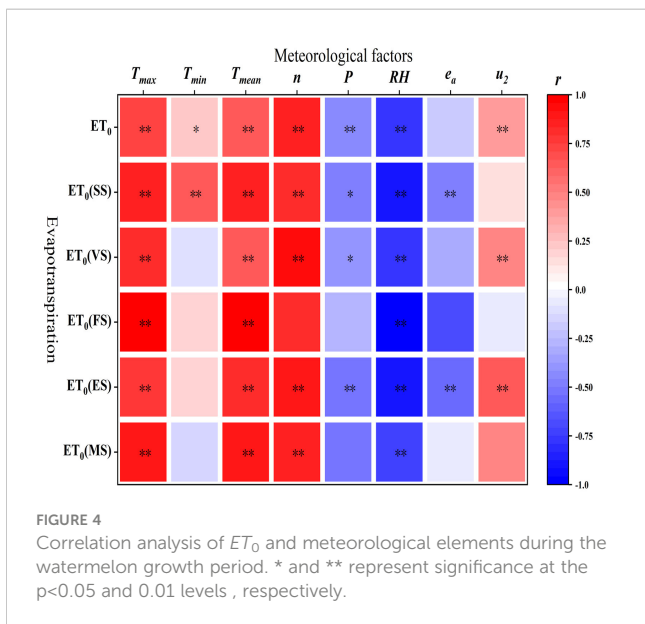 Meteorological factors
T_max T_min T_mean n P RH e_a u_2 r
ET_0 ** * ** ** ** ** ** 1.0
0.75
ET_0(SS) ** ** ** ** * ** **
0.50
Evapotranspiration
ET_0(VS) ** ** ** * ** ** 0.25
0.00
ET_0(FS) ** ** ** -0.25
ET_0(ES) ** ** ** ** ** ** ** -0.50
-0.75
ET_0(MS) ** ** ** **
-1.0
FIGURE 4
Correlation analysis of ET_0 and meteorological elements during the
watermelon growth period. * and ** represent significance at the
p<0.05 and 0.01 levels , respectively.